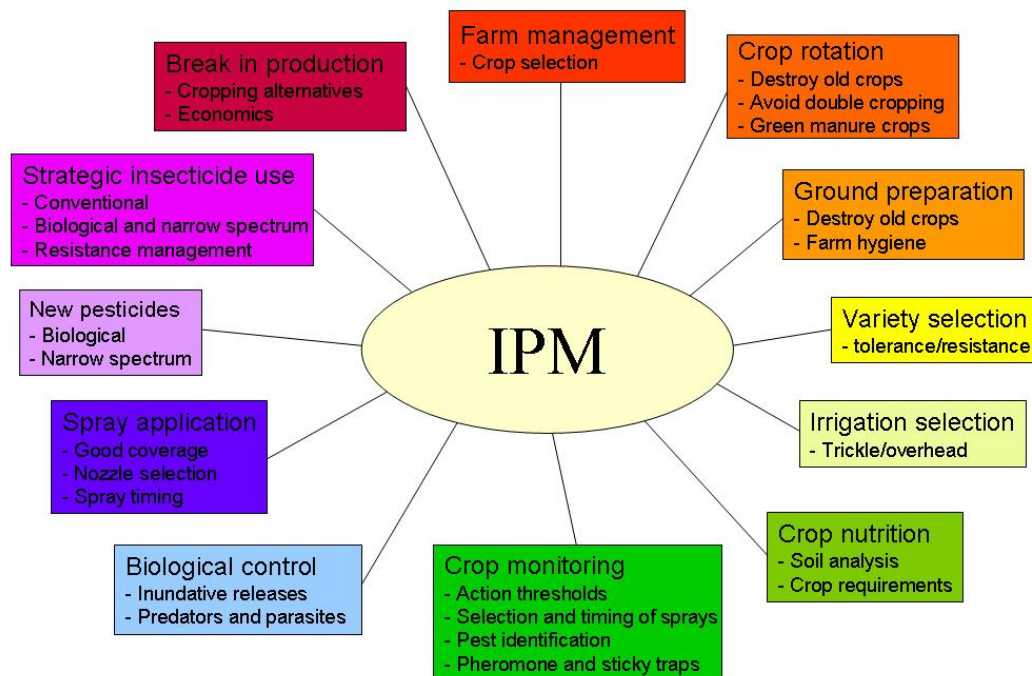 Farm management
- Crop selection
Crop rotation
- Destroy old crops
- Avoid double cropping
- Green manure crops
Ground preparation
- Destroy old crops
- Farm hygiene
Variety selection
- tolerance/resistance
Irrigation selection
- Trickle/overhead
Crop nutrition
- Soil analysis
- Crop requirements
Crop monitoring
- Action thresholds
- Selection and timing of sprays
- Pest identification
- Pheromone and sticky traps
Biological control
- Inundative releases
- Predators and parasites
Spray application
- Good coverage
- Nozzle selection
- Spray timing
New pesticides
- Biological
- Narrow spectrum
Strategic insecticide use
- Conventional
- Biological and narrow spectrum
- Resistance management
Break in production
- Cropping alternatives
- Economics
IPM